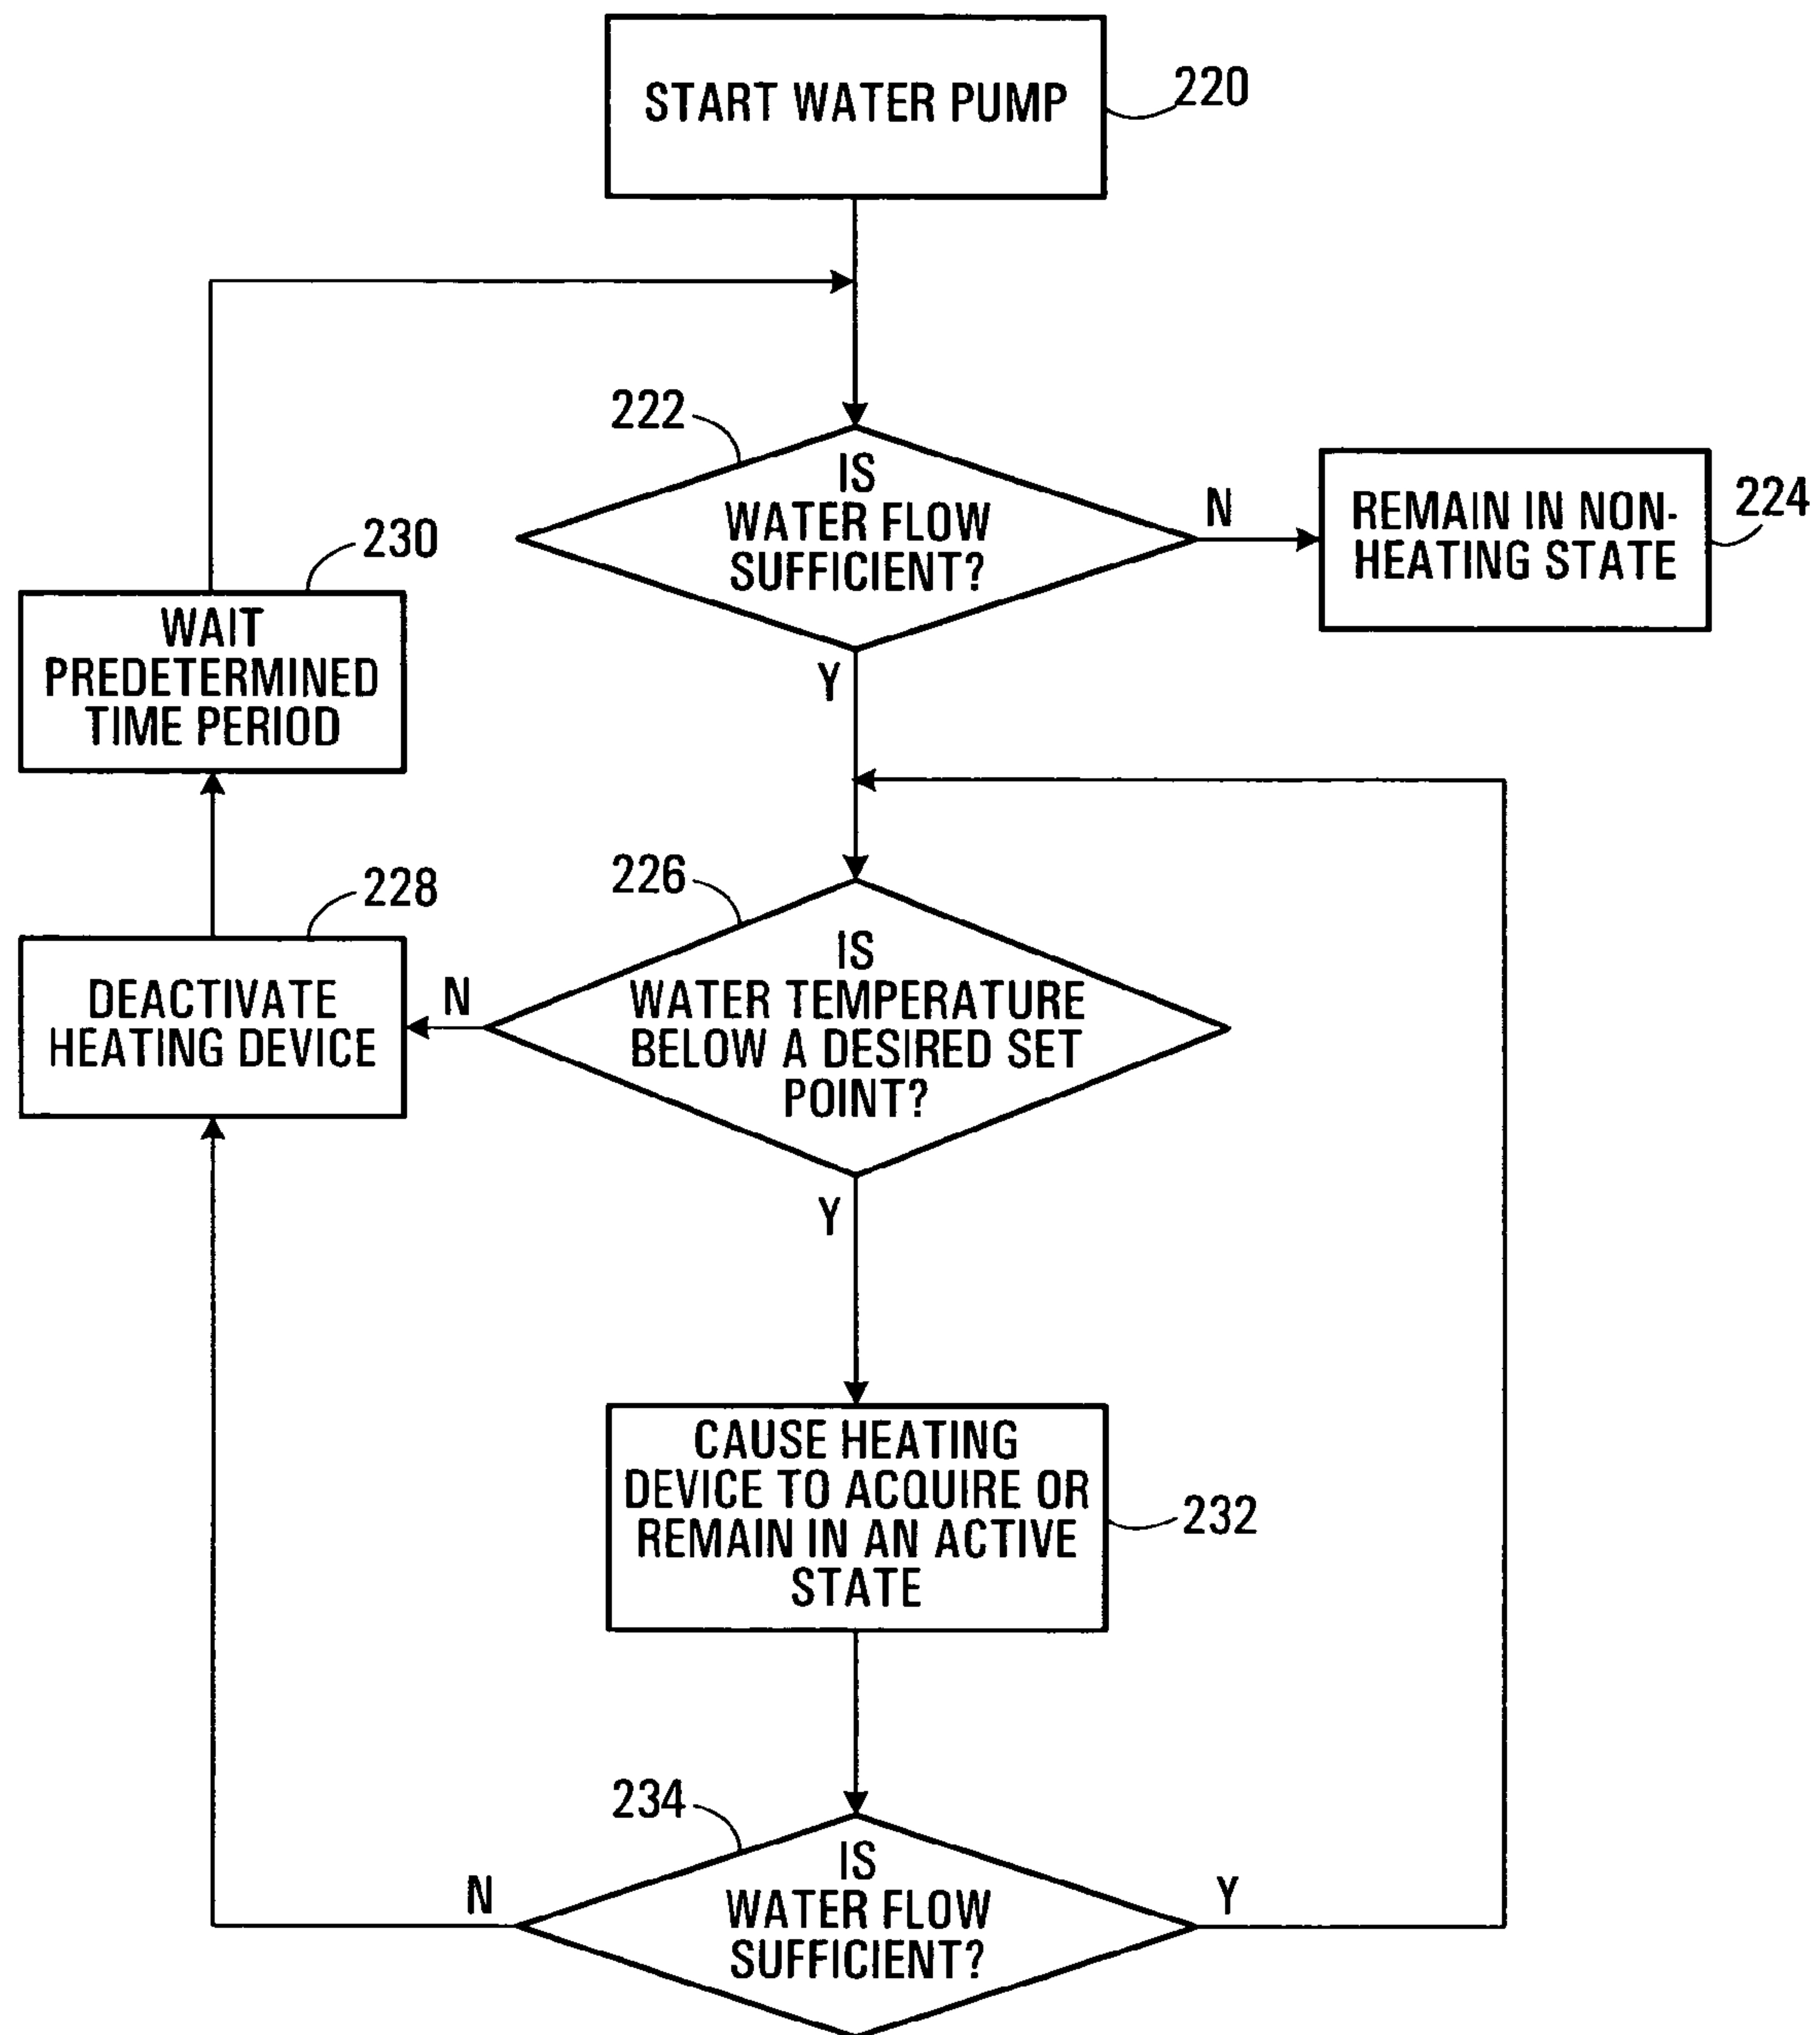 START WATER PUMP
220
222
IS
WATER FLOW
SUFFICIENT?
N
REMAIN IN NON-
HEATING STATE
224
230
WAIT
PREDETERMINED
TIME PERIOD
Y
228
DEACTIVATE
HEATING DEVICE
N
226
IS
WATER TEMPERATURE
BELOW A DESIRED SET
POINT?
Y
CAUSE HEATING
DEVICE TO ACQUIRE OR
REMAIN IN AN ACTIVE
STATE
232
234
N
IS
WATER FLOW
SUFFICIENT?
Y